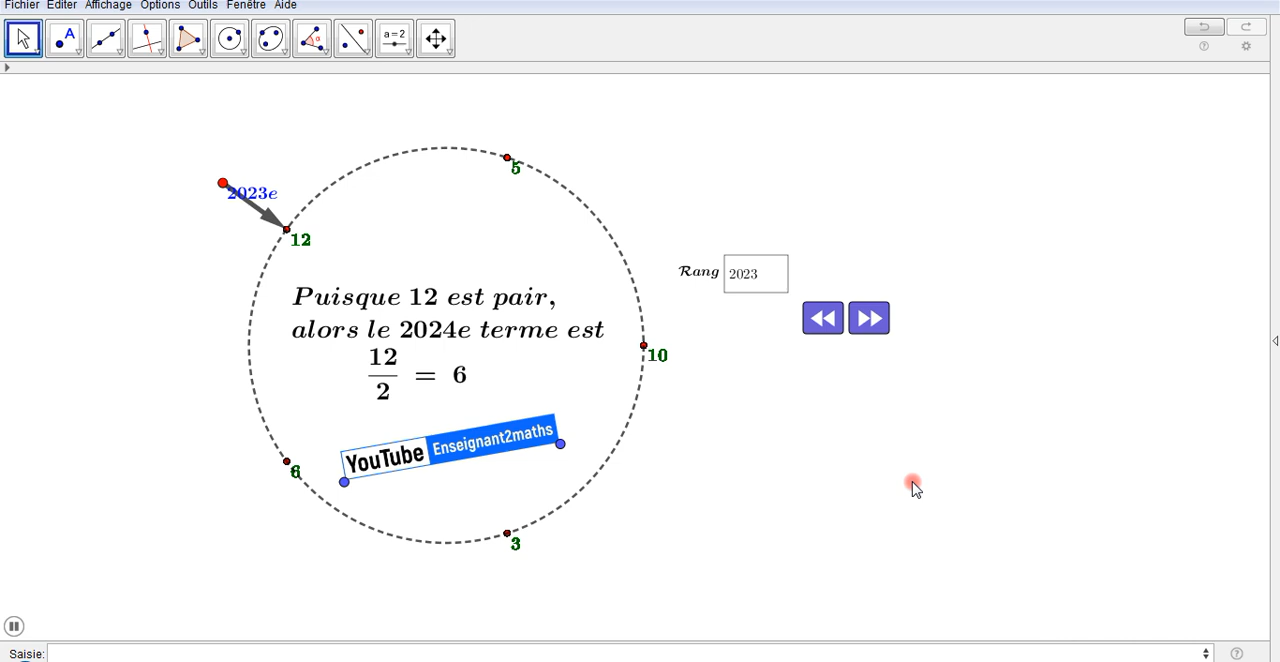 Fichier Editer Affichage Options Outils Fenêtre Aide
A
α
a=2
5
2023e
12
Rang 2023
Puisque 12 est pair,
alors le 2024e terme est
12
2
= 6
10
YouTube Enseignant2maths
6
3
Saisie: